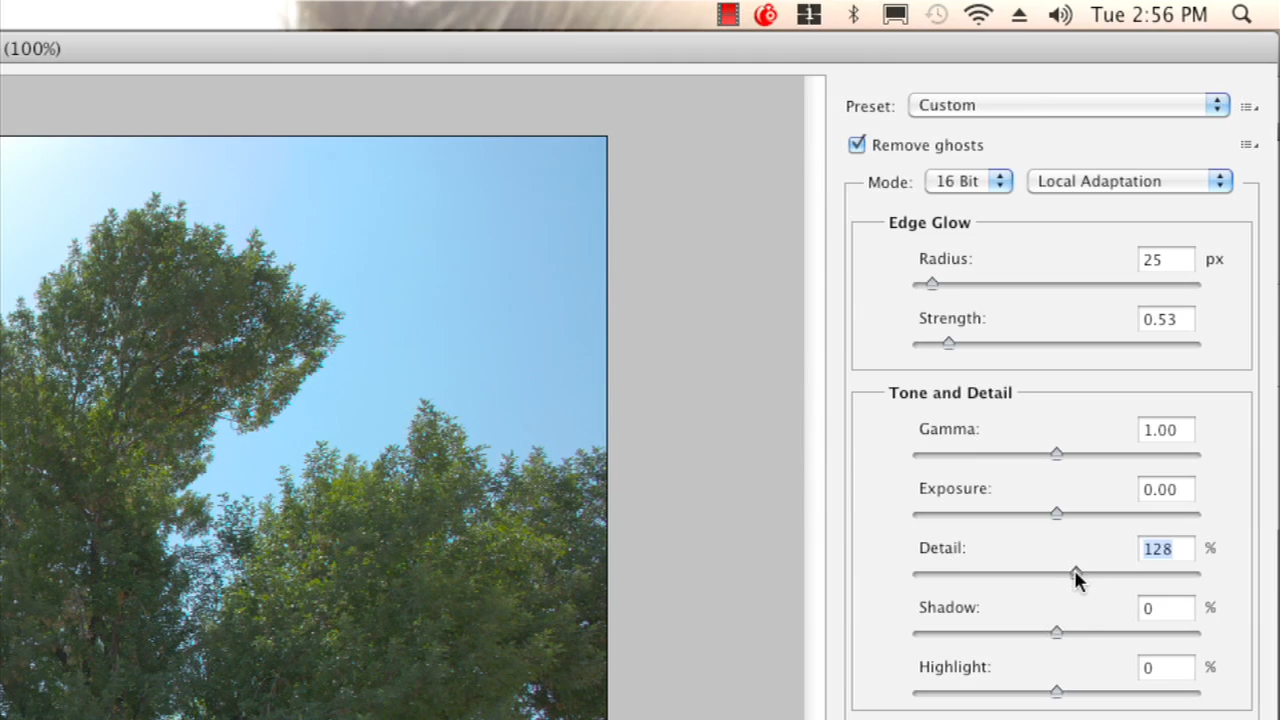 Tue 2:56 PM
(100%)
Preset: Custom
Remove ghosts
Mode: 16 Bit Local Adaptation
Edge Glow
Radius: 25 px
Strength: 0.53
Tone and Detail
Gamma: 1.00
Exposure: 0.00
Detail: 128 %
Shadow: 0 %
Highlight: 0 %